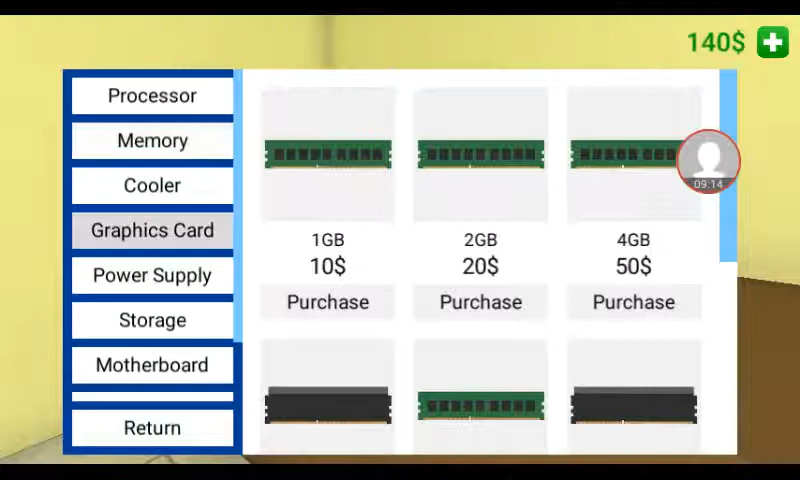 140$
Processor
Memory
Cooler
Graphics Card
Power Supply
Storage
Motherboard
Return
1GB 2GB 4GB
10$ 20$ 50$
Purchase Purchase Purchase
09:14